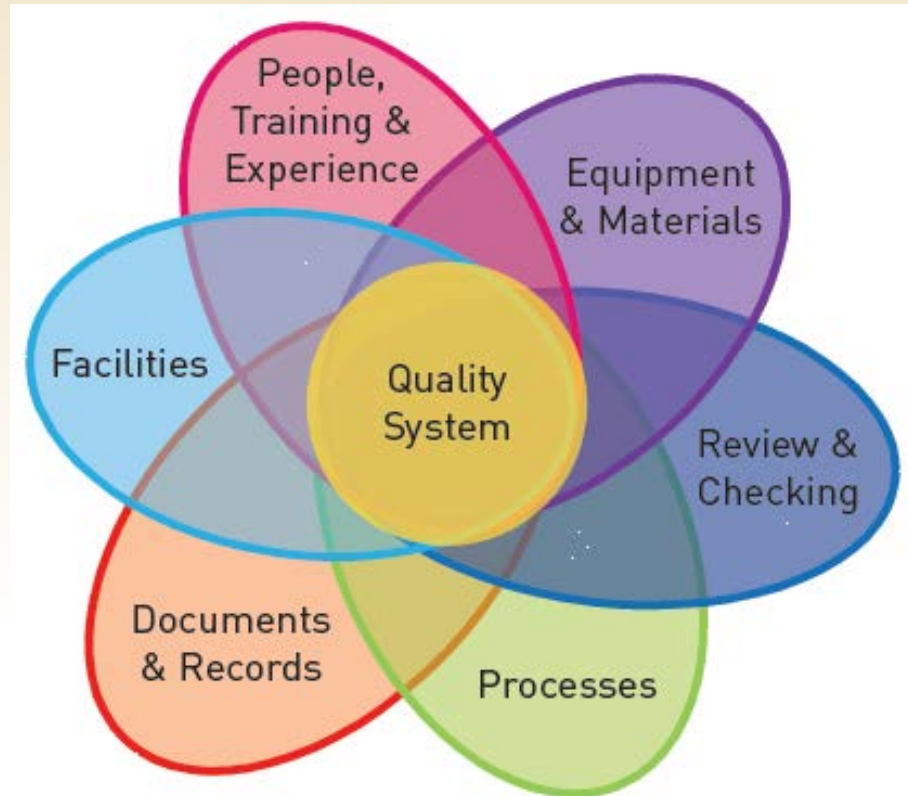 People,
Training &
Experience
Equipment
& Materials
Facilities
Quality
System
Review &
Checking
Documents
& Records
Processes